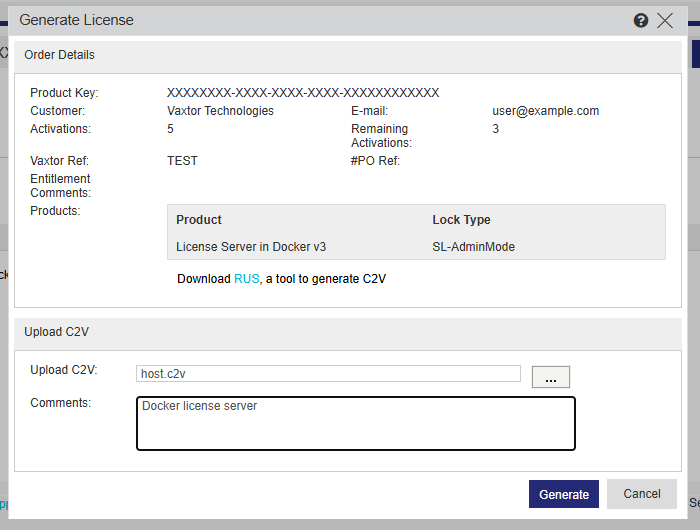 Generate License
Order Details
Product Key: XXXXXXXX-XXXX-XXXX-XXXX-XXXXXXXXXXXX
Customer: Vaxtor Technologies E-mail: user@example.com
Activations: 5 Remaining Activations: 3
Vaxtor Ref: TEST #PO Ref:
Entitlement
Comments:
Products:
Product Lock Type
License Server in Docker v3 SL-AdminMode
Download RUS, a tool to generate C2V
Upload C2V
Upload C2V: host.c2v ...
Comments: Docker license server
Generate Cancel